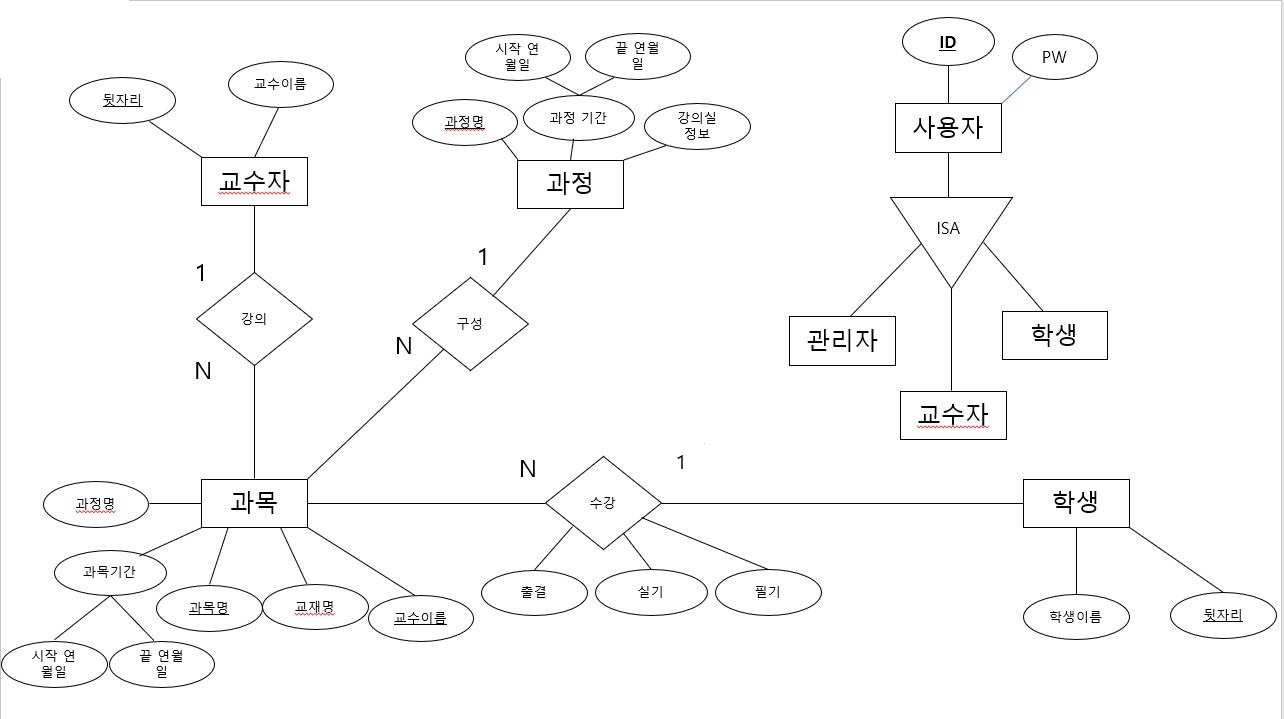 시작 연
월일
끝 연월
일
ID
PW
뒷자리
교수이름
과정명
과정 기간
강의실
정보
사용자
교수자
과정
ISA
1
1
강의
구성
N
N
관리자
학생
교수자
N
1
과정명
과목
수강
학생
과목기간
과목명
교재명
교수이름
출결
실기
필기
학생이름
뒷자리
시작 연
월일
끝 연월
일